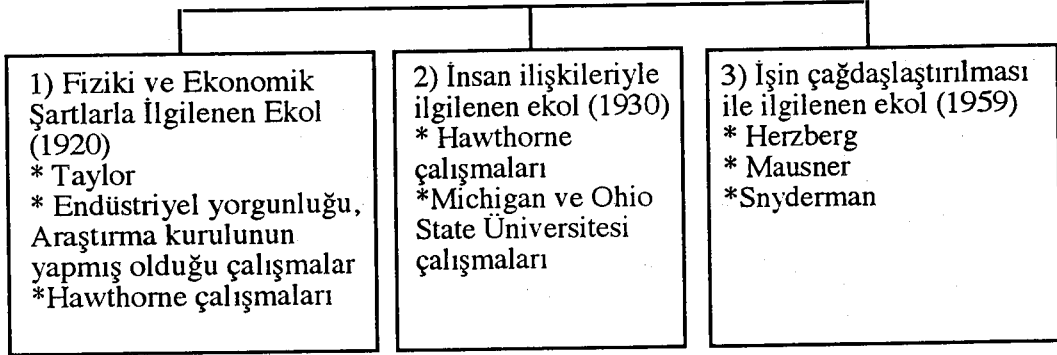 1) Fiziki ve Ekonomik
Şartlarla İlgilenen Ekol
(1920)
* Taylor
* Endüstriyel yorgunluğu,
Araştırma kurulunun
yapmış olduğu çalışmalar
*Hawthorne çalışmaları
2) İnsan ilişkileriyle
ilgilenen ekol (1930)
* Hawthorne
çalışmaları
*Michigan ve Ohio
State Üniversitesi
çalışmaları
3) İşin çağdaşlaştırılması
ile ilgilenen ekol (1959)
* Herzberg
* Mausner
*Snyderman